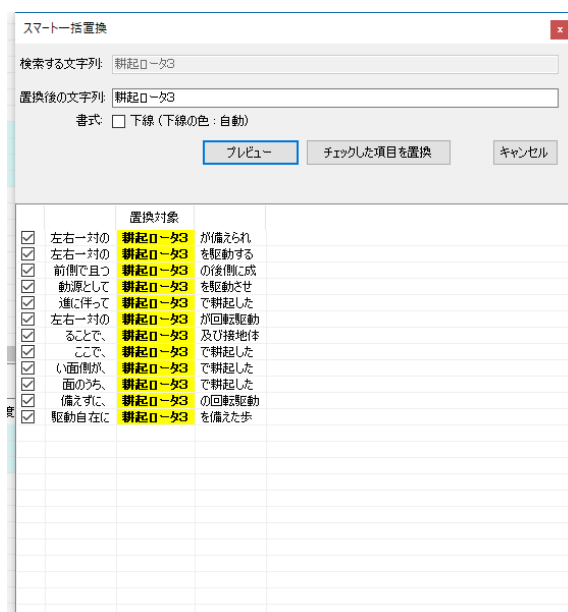 スマート一括置換
x
検索する文字列: 耕起ロータ3
置換後の文字列: 耕起ロータ3
書式: 下線 (下線の色 : 自動)
プレビュー チェックした項目を置換 キャンセル
置換対象
左右一対の 耕起ロータ3 が備えられ
左右一対の 耕起ロータ3 を駆動する
前側で且つ 耕起ロータ3 の後側に成
動源として 耕起ロータ3 を駆動させ
進に伴って 耕起ロータ3 で耕起した
左右一対の 耕起ロータ3 が回転駆動
ることで、 耕起ロータ3 及び接地体
ここで、 耕起ロータ3 で耕起した
い面側が、 耕起ロータ3 で耕起した
面のうち、 耕起ロータ3 で耕起した
備えずに、 耕起ロータ3 の回転駆動
駆動自在に 耕起ロータ3 を備えた歩
度